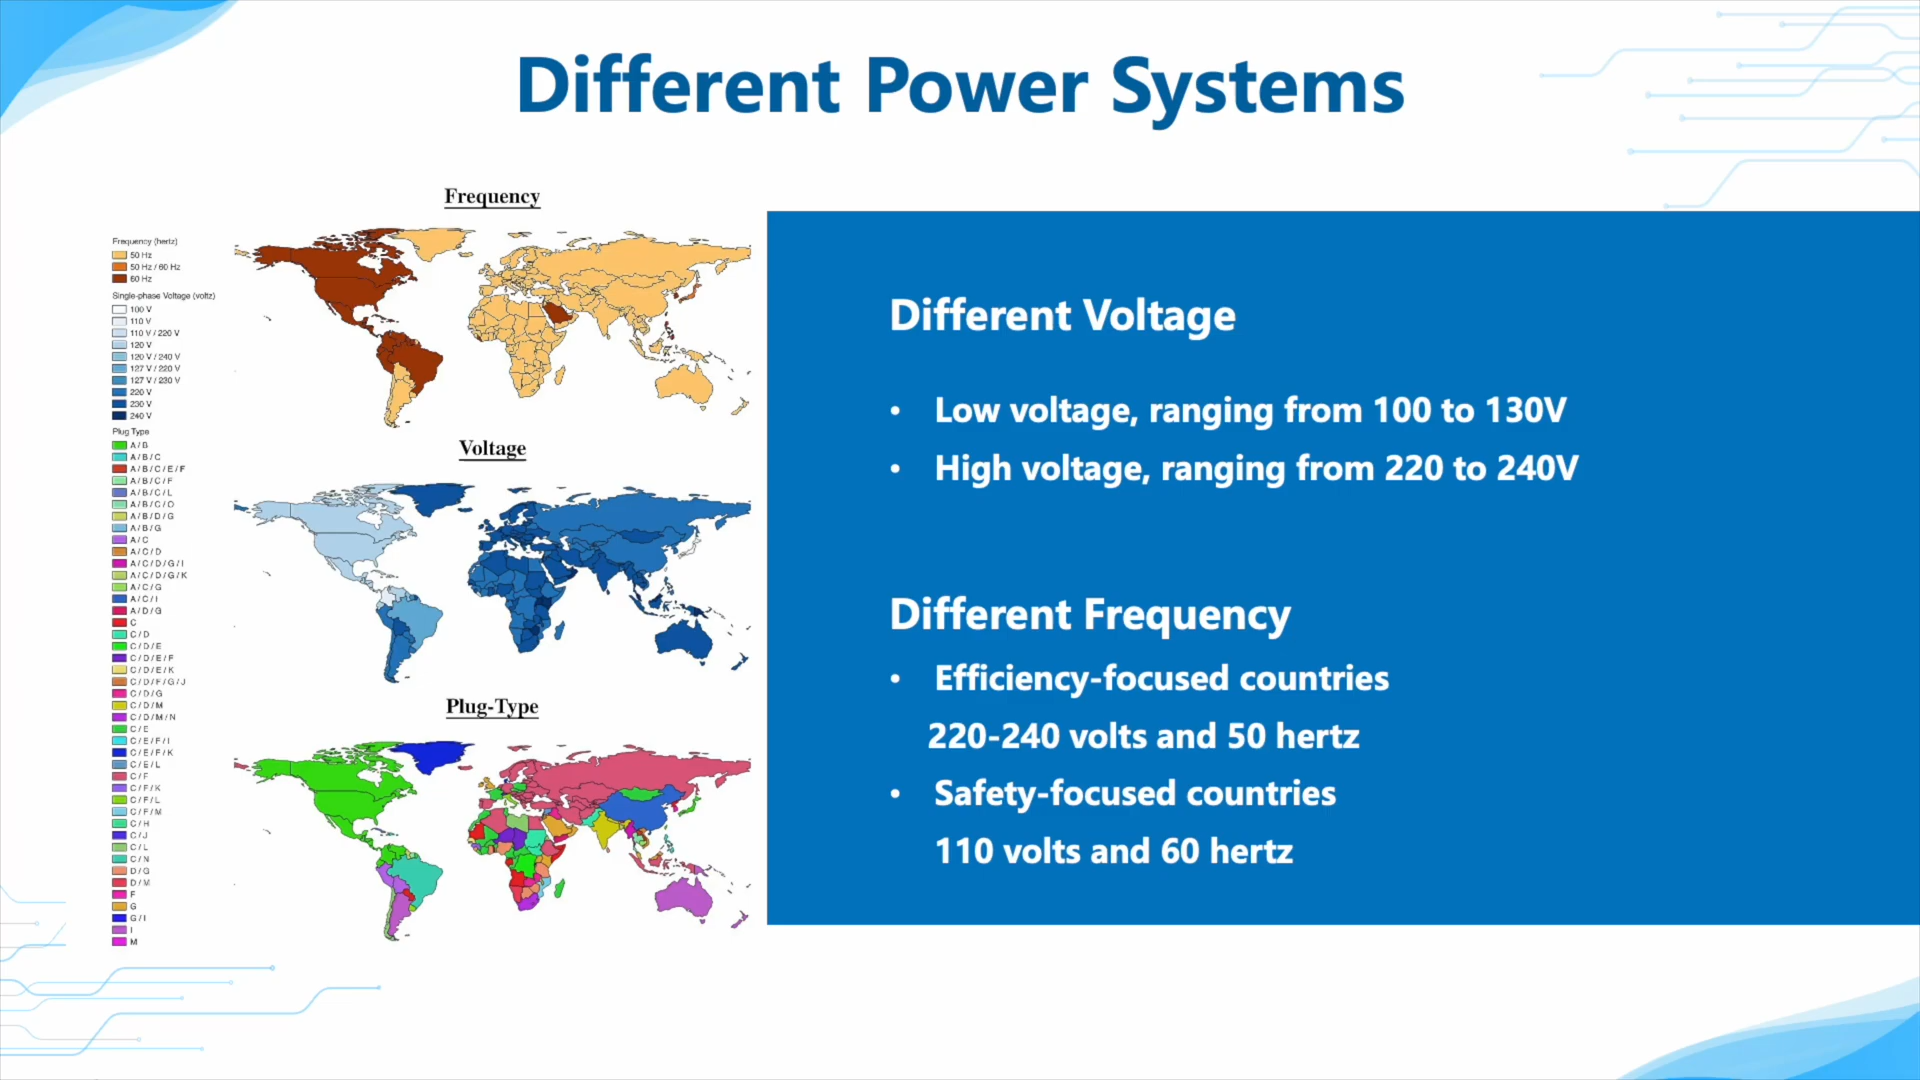 Different Power Systems
Frequency
Frequency (hertz)
50 Hz
50 Hz / 60 Hz
60 Hz
Single-phase Voltage (voltz)
100 V
110 V
110 V / 220 V
120 V
120 V / 240 V
127 V / 220 V
127 V / 230 V
220 V
230 V
240 V
Plug Type
A / B
A / B / C
A / B / C / E / F
A / B / C / F
A / B / C / L
A / B / C / D
A / B / D / G
A / B / G
A / C
A / C / D
A / C / D / G / I
A / C / D / G / K
A / C / G
A / C / I
A / D / G
C
C / D
C / D / E
C / D / E / F
C / D / E / K
C / D / F / G / J
C / D / G
C / D / M
C / D / M / N
C / E
C / E / F / I
C / E / F / K
C / E / L
C / F
C / F / K
C / F / L
C / F / M
C / H
C / J
C / L
C / N
D / G
D / M
F
G
G / I
I
M
Voltage
Plug-Type
Different Voltage
• Low voltage, ranging from 100 to 130V
• High voltage, ranging from 220 to 240V
Different Frequency
• Efficiency-focused countries
220-240 volts and 50 hertz
• Safety-focused countries
110 volts and 60 hertz